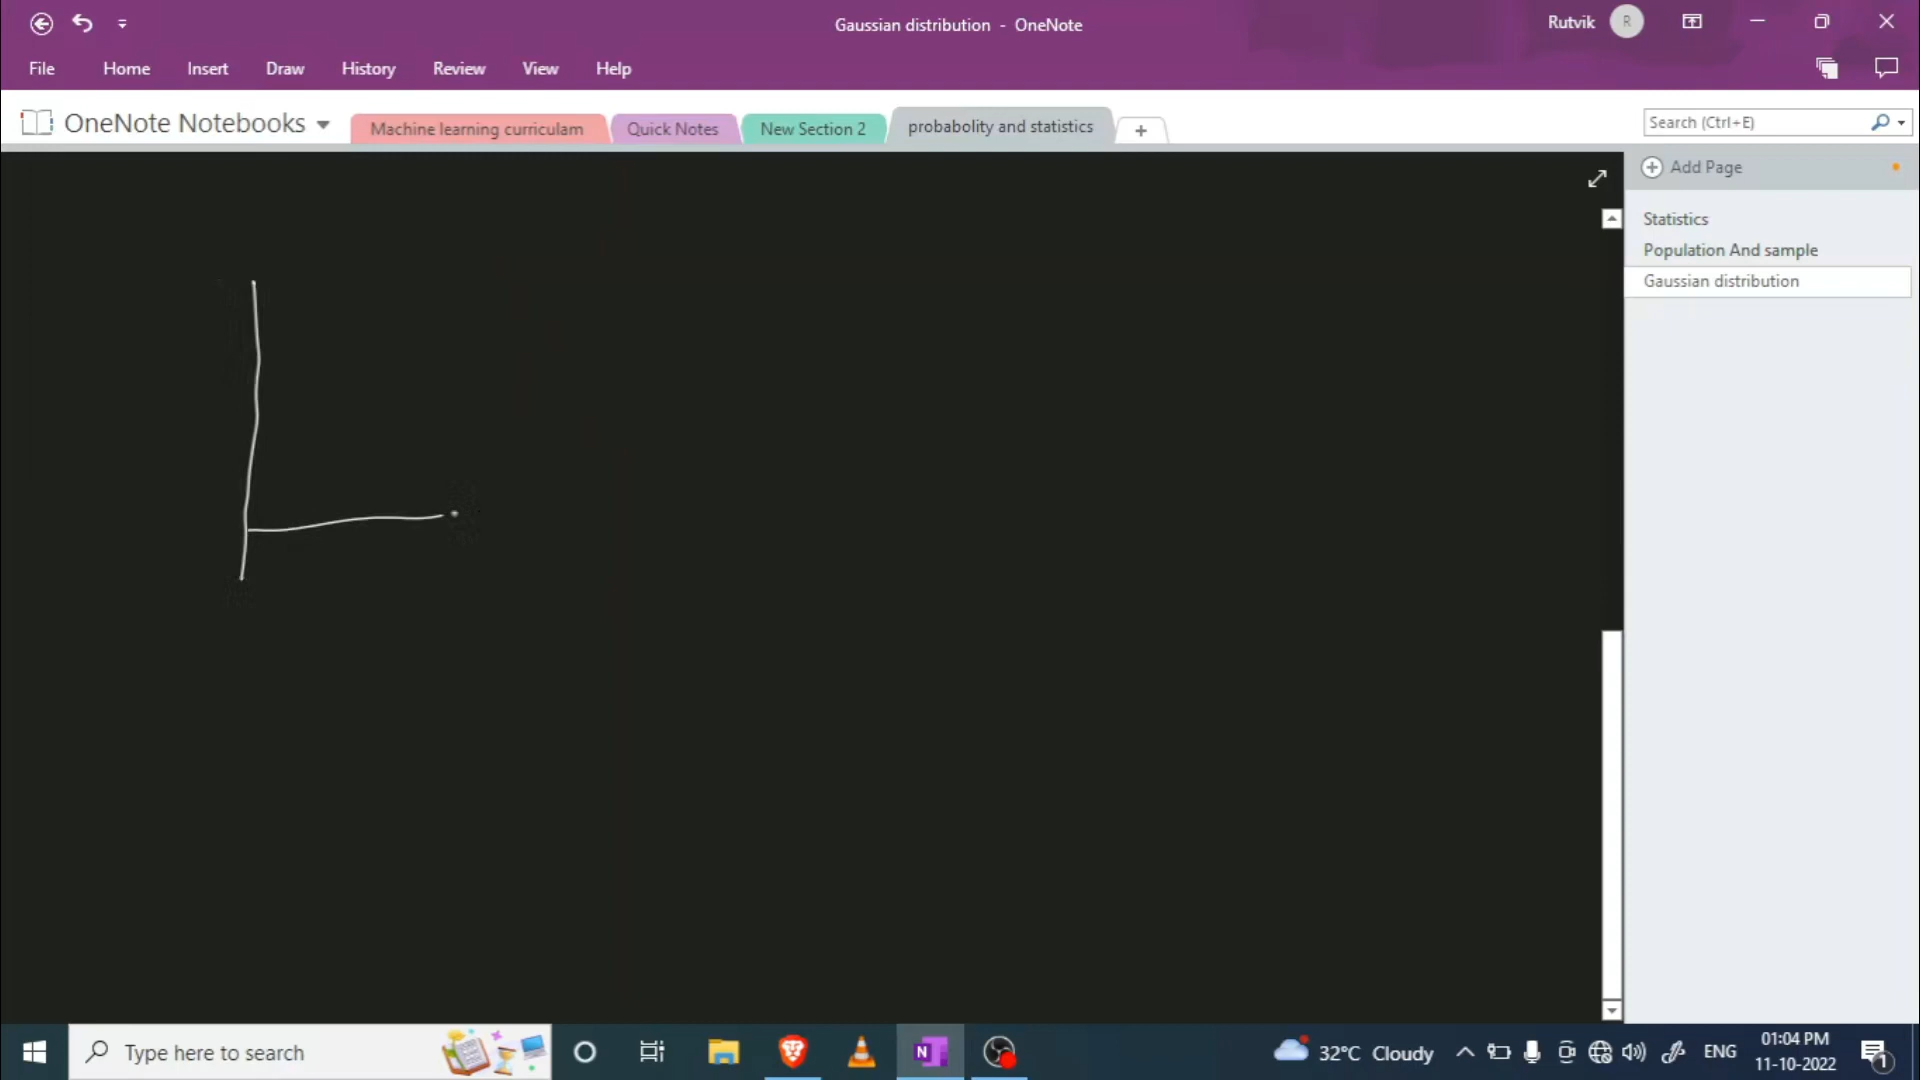 Gaussian distribution - OneNote
Rutvik
R
File Home Insert Draw History Review View Help
OneNote Notebooks
Machine learning curriculam
Quick Notes
New Section 2
probabolity and statistics
Search (Ctrl+E)
Add Page
Statistics
Population And sample
Gaussian distribution
Type here to search
N
32°C Cloudy
ENG
01:04 PM
11-10-2022
1